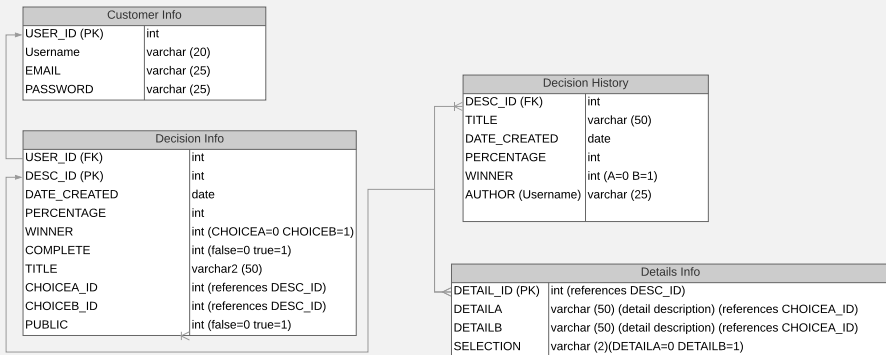 Customer Info
USER_ID (PK) int
Username varchar (20)
EMAIL varchar (25)
PASSWORD varchar (25)
Decision Info
USER_ID (FK) int
DESC_ID (PK) int
DATE_CREATED date
PERCENTAGE int
WINNER int (CHOICEA=0 CHOICEB=1)
COMPLETE int (false=0 true=1)
TITLE varchar2 (50)
CHOICEA_ID int (references DESC_ID)
CHOICEB_ID int (references DESC_ID)
PUBLIC int (false=0 true=1)
Decision History
DESC_ID (FK) int
TITLE varchar (50)
DATE_CREATED date
PERCENTAGE int
WINNER int (A=0 B=1)
AUTHOR (Username) varchar (25)
Details Info
DETAIL_ID (PK) int (references DESC_ID)
DETAILA varchar (50) (detail description) (references CHOICEA_ID)
DETAILB varchar (50) (detail description) (references CHOICEA_ID)
SELECTION varchar (2)(DETAILA=0 DETAILB=1)